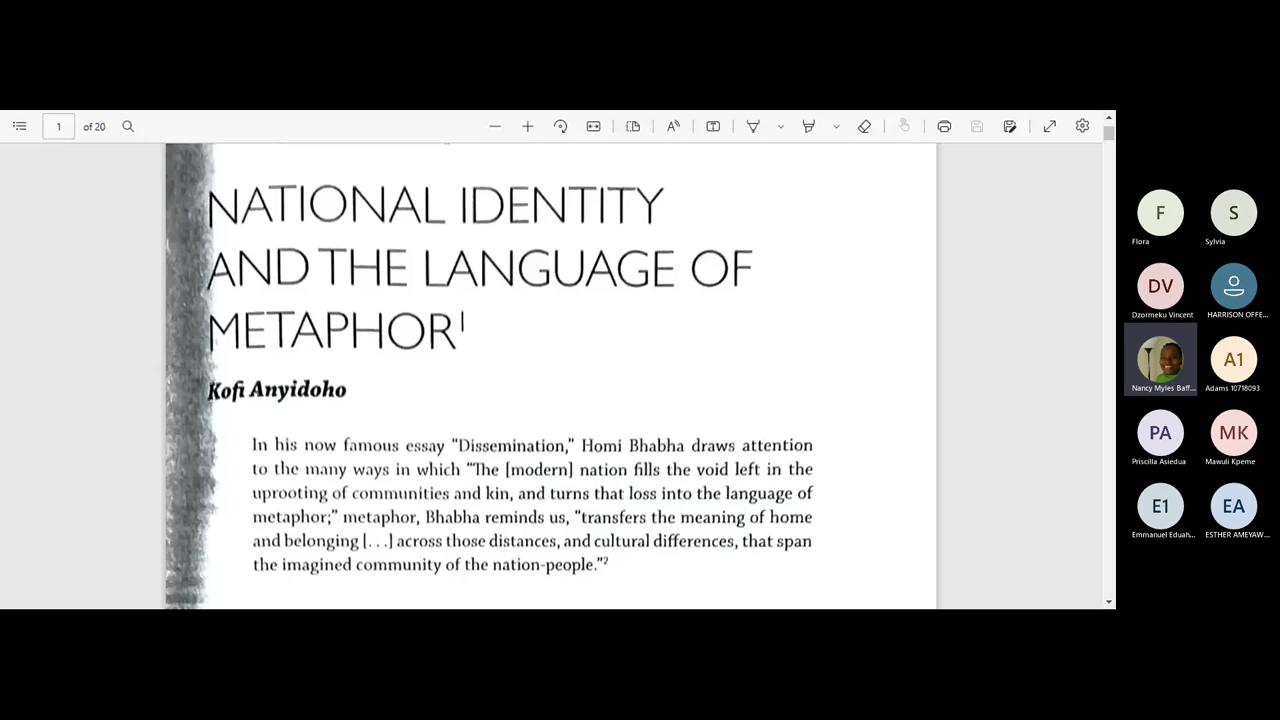 1
of 20
NATIONAL IDENTITY
AND THE LANGUAGE OF
METAPHOR¹
Kofi Anyidoho
In his now famous essay “Dissemination,” Homi Bhabha draws attention
to the many ways in which “The [modern] nation fills the void left in the
uprooting of communities and kin, and turns that loss into the language of
metaphor;” metaphor, Bhabha reminds us, “transfers the meaning of home
and belonging [...] across those distances, and cultural differences, that span
the imagined community of the nation-people.”²
F
Flora
S
Sylvia
DV
Dzormeku Vincent
HARRISON OFFE...
Nancy Myles Baff...
A1
Adams 10718093
PA
Priscilla Asiedua
MK
Mawuli Kpeme
E1
Emmanuel Eduah...
EA
ESTHER AMEYAW...